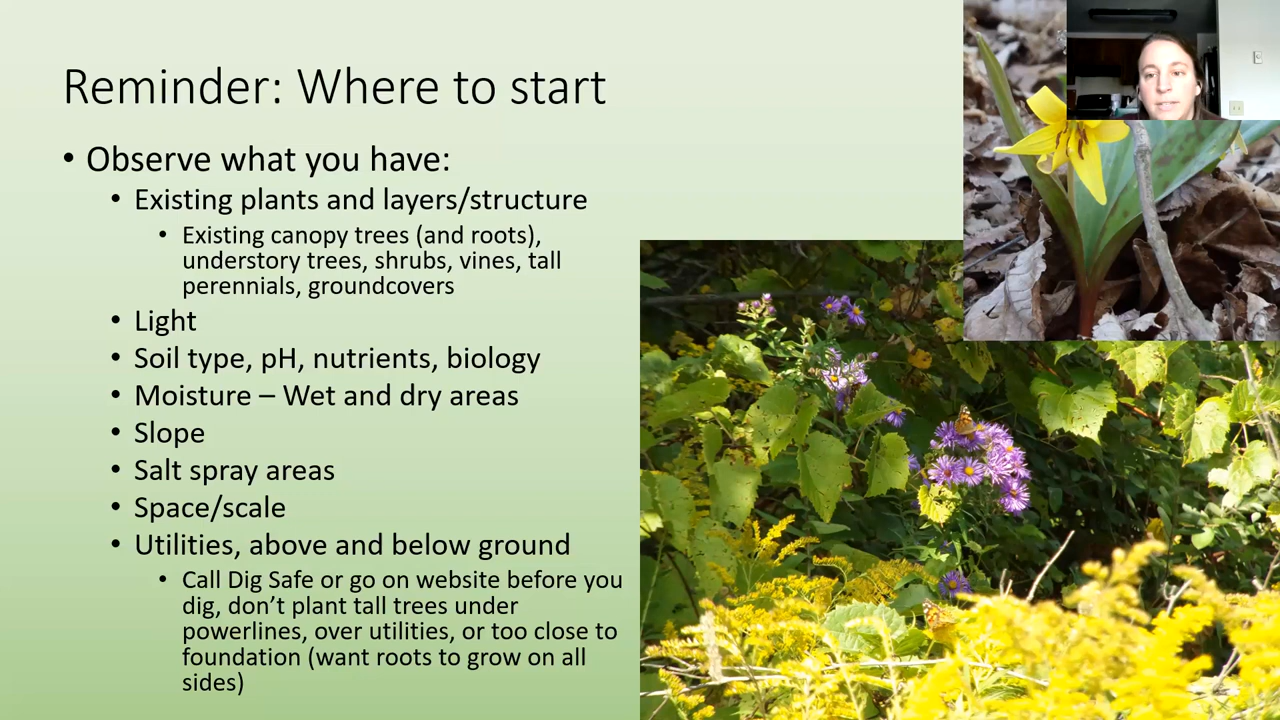 Reminder: Where to start
• Observe what you have:
• Existing plants and layers/structure
• Existing canopy trees (and roots),
understory trees, shrubs, vines, tall
perennials, groundcovers
• Light
• Soil type, pH, nutrients, biology
• Moisture – Wet and dry areas
• Slope
• Salt spray areas
• Space/scale
• Utilities, above and below ground
• Call Dig Safe or go on website before you
dig, don’t plant tall trees under
powerlines, over utilities, or too close to
foundation (want roots to grow on all
sides)